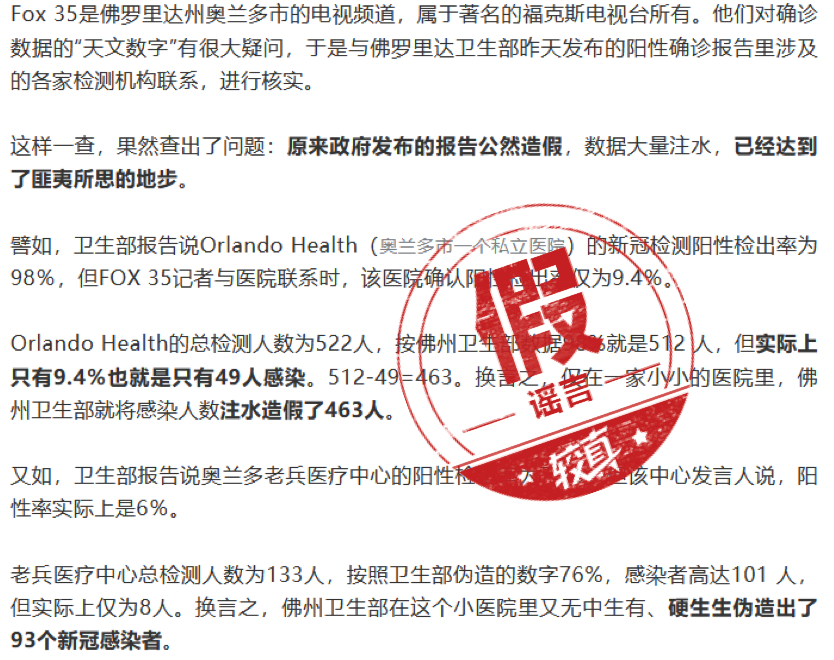 Fox 35是佛罗里达州奥兰多市的电视频道，属于著名的福克斯电视台所有。他们对确诊
数据的“天文数字”有很大疑问，于是与佛罗里达卫生部昨天发布的阳性确诊报告里涉及
的各家检测机构联系，进行核实。
这样一查，果然查出了问题：原来政府发布的报告公然造假，数据大量注水，已经达到
了匪夷所思的地步。
譬如，卫生部报告说Orlando Health（奥兰多市一个私立医院）的新冠检测阳性检出率为
98%，但FOX 35记者与医院联系时，该医院确认阳性检出率仅为9.4%。
Orlando Health的总检测人数为522人，按佛州卫生部数据98%就是512 人，但实际上
只有9.4%也就是只有49人感染。512-49=463。换言之，仅在一家小小的医院里，佛
州卫生部就将感染人数注水造假了463人。
又如，卫生部报告说奥兰多老兵医疗中心的阳性检 该中心发言人说，阳
性率实际上是6%。
老兵医疗中心总检测人数为133人，按照卫生部伪造的数字76%，感染者高达101 人，
但实际上仅为8人。换言之，佛州卫生部在这个小医院里又无中生有、硬生生伪造出了
93个新冠感染者。
假
谣言
较真